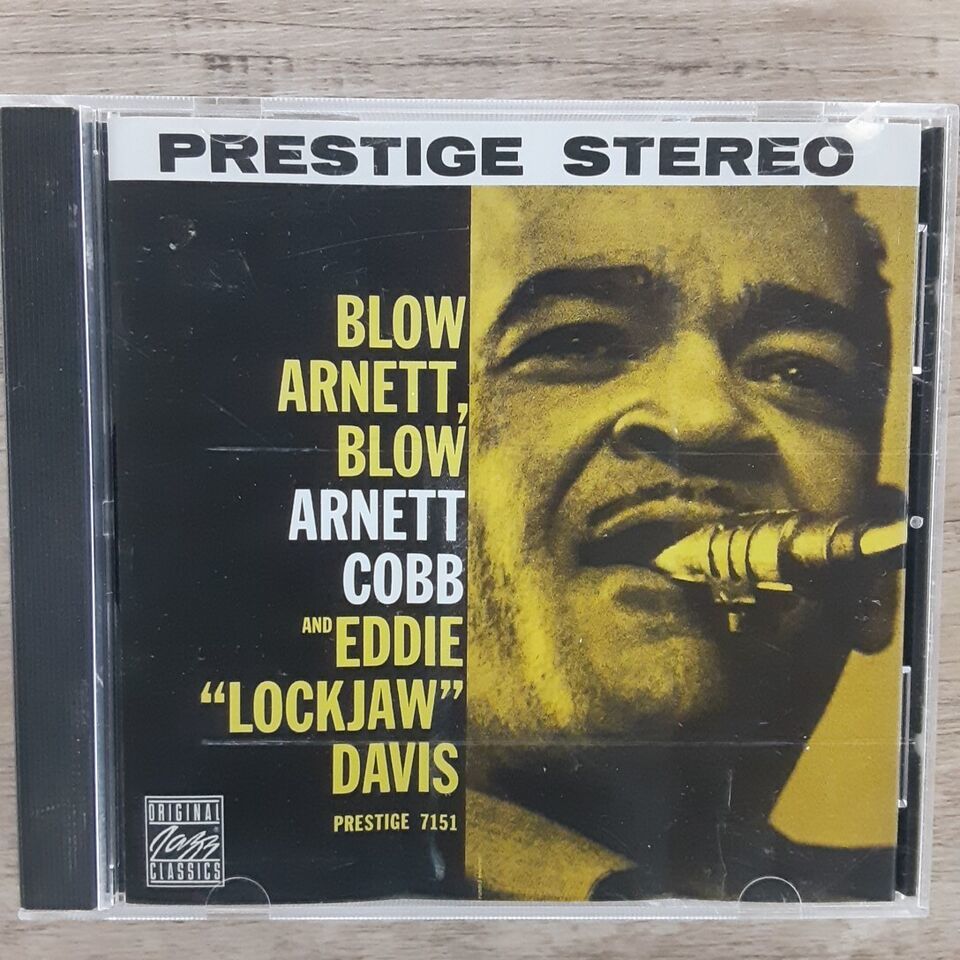 PRESTIGE STEREO
BLOW
ARNETT,
BLOW
ARNETT
COBB
AND EDDIE
“LOCKJAW”
DAVIS
PRESTIGE 7151
ORIGINAL
Jazz
CLASSICS